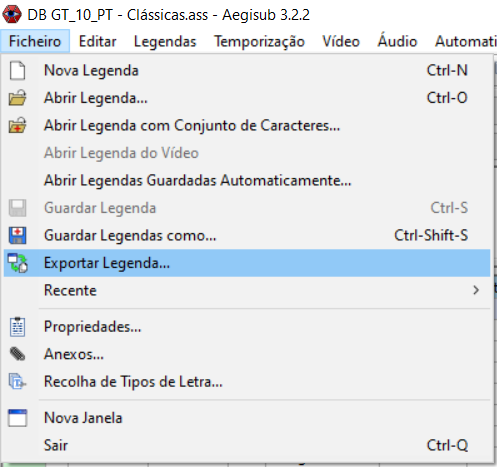 DB GT_10_PT - Clássicas.ass - Aegisub 3.2.2
Ficheiro Editar Legendas Temporização Vídeo Áudio Automati
Nova Legenda Ctrl-N
Abrir Legenda... Ctrl-O
Abrir Legenda com Conjunto de Caracteres...
Abrir Legenda do Vídeo
Abrir Legendas Guardadas Automaticamente...
Guardar Legenda Ctrl-S
Guardar Legendas como... Ctrl-Shift-S
Exportar Legenda...
Recente
Propriedades...
Anexos...
Recolha de Tipos de Letra...
Nova Janela
Sair Ctrl-Q